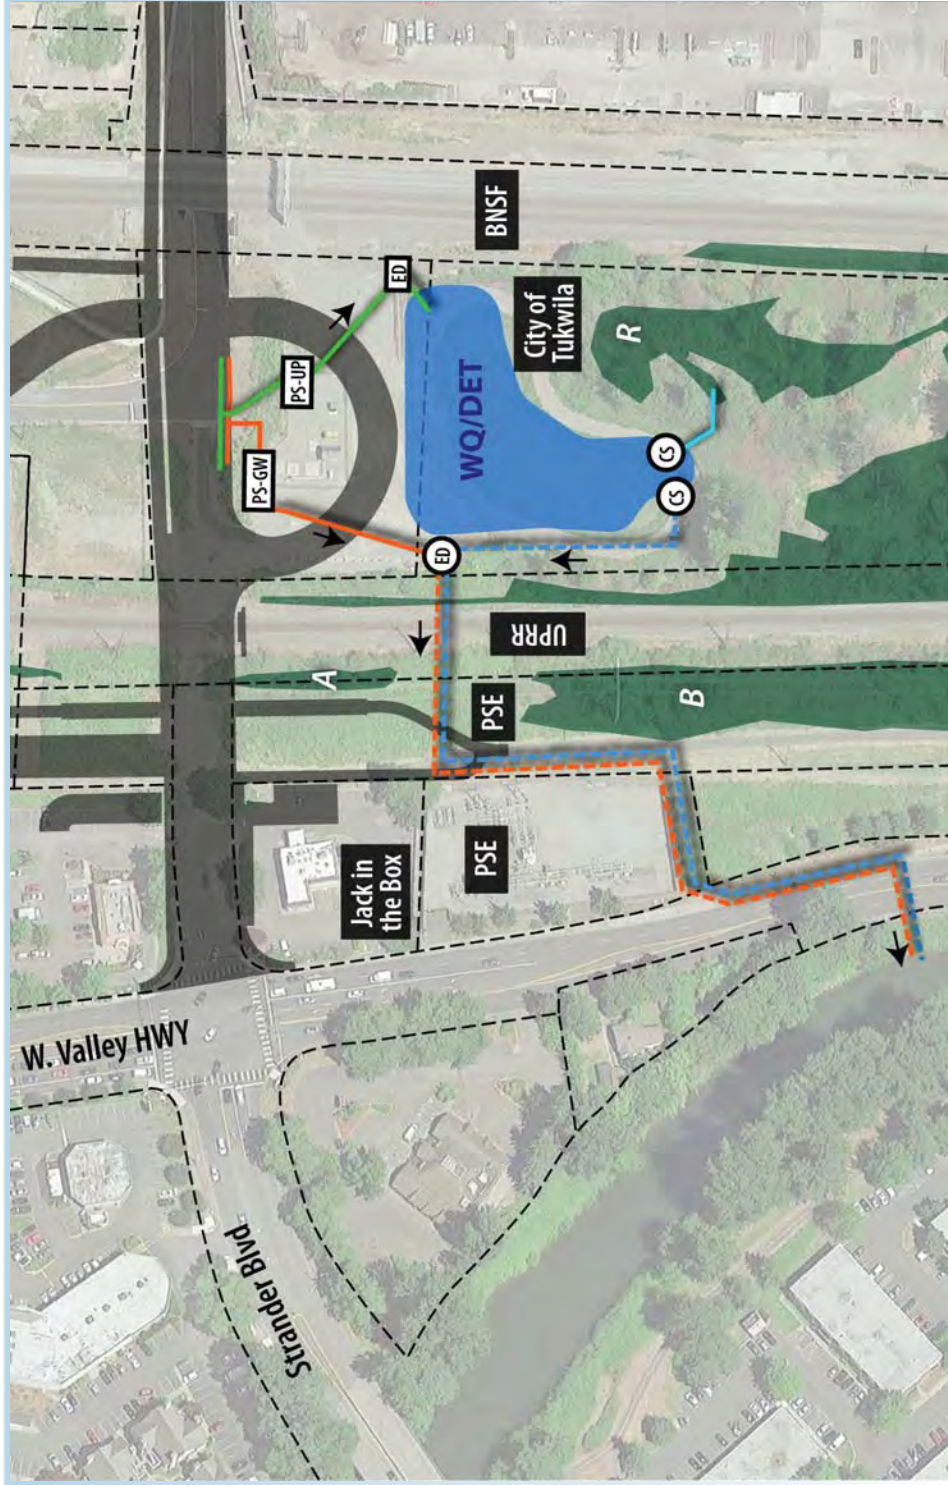 W. Valley HWY
Strander Blvd
Jack in
the Box
PSE
PSE
A
B
UPRR
PS-GW
PS-UP
ED
ED
WQ/DET
CS
CS
City of
Tukwila
R
BNSF